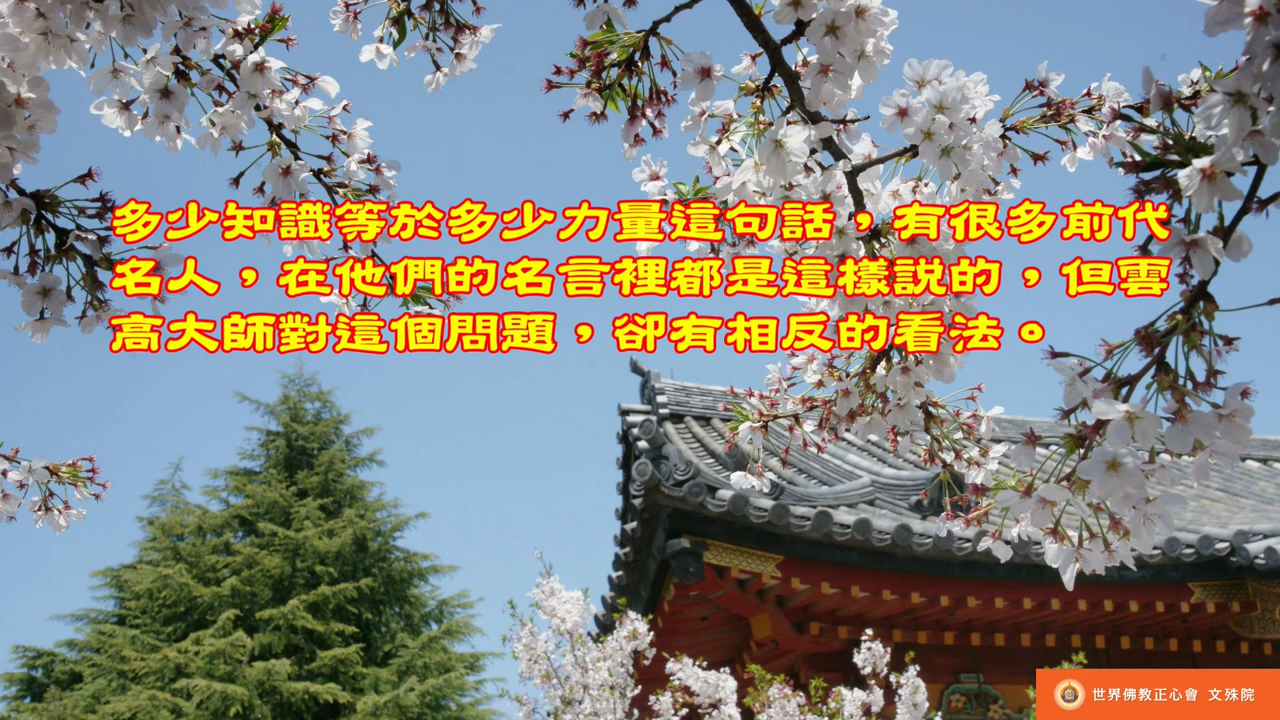 多少知識等於多少力量這句話，有很多前代
名人，在他們的名言裡都是這樣説的，但雲
高大師對這個問題，卻有相反的看法。
世界佛教正心會 文殊院